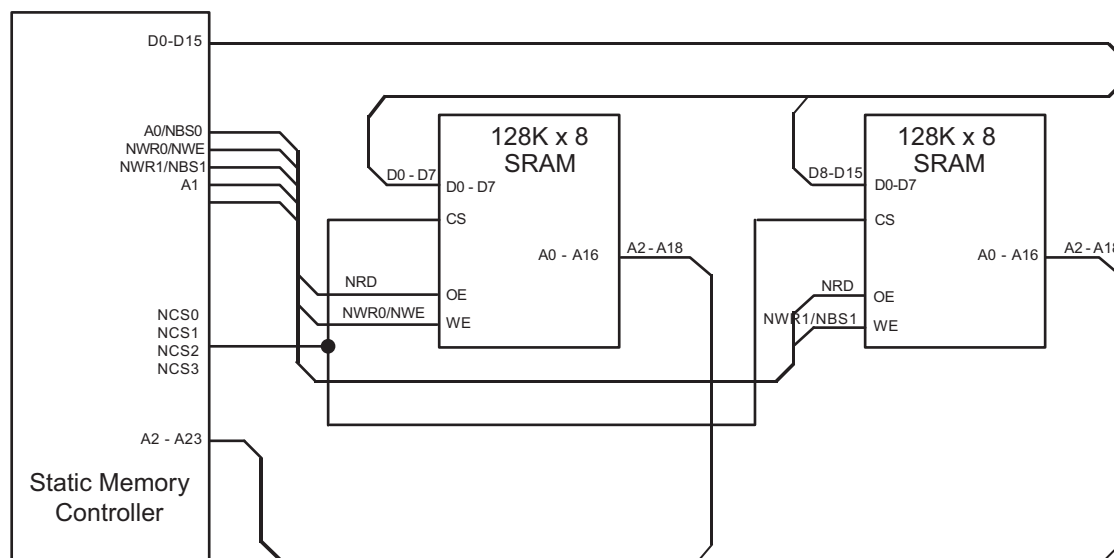 D0-D15
A0/NBS0
NWR0/NWE
NWR1/NBS1
A1
NCS0
NCS1
NCS2
NCS3
A2 - A23
Static Memory
Controller
128K x 8
SRAM
D0 - D7
D0 - D7
CS
A0 - A16
A2 - A18
NRD
OE
NWR0/NWE
WE
128K x 8
SRAM
D8-D15
D0-D7
CS
A0 - A16
A2 - A18
NRD
OE
NWR1/NBS1
WE